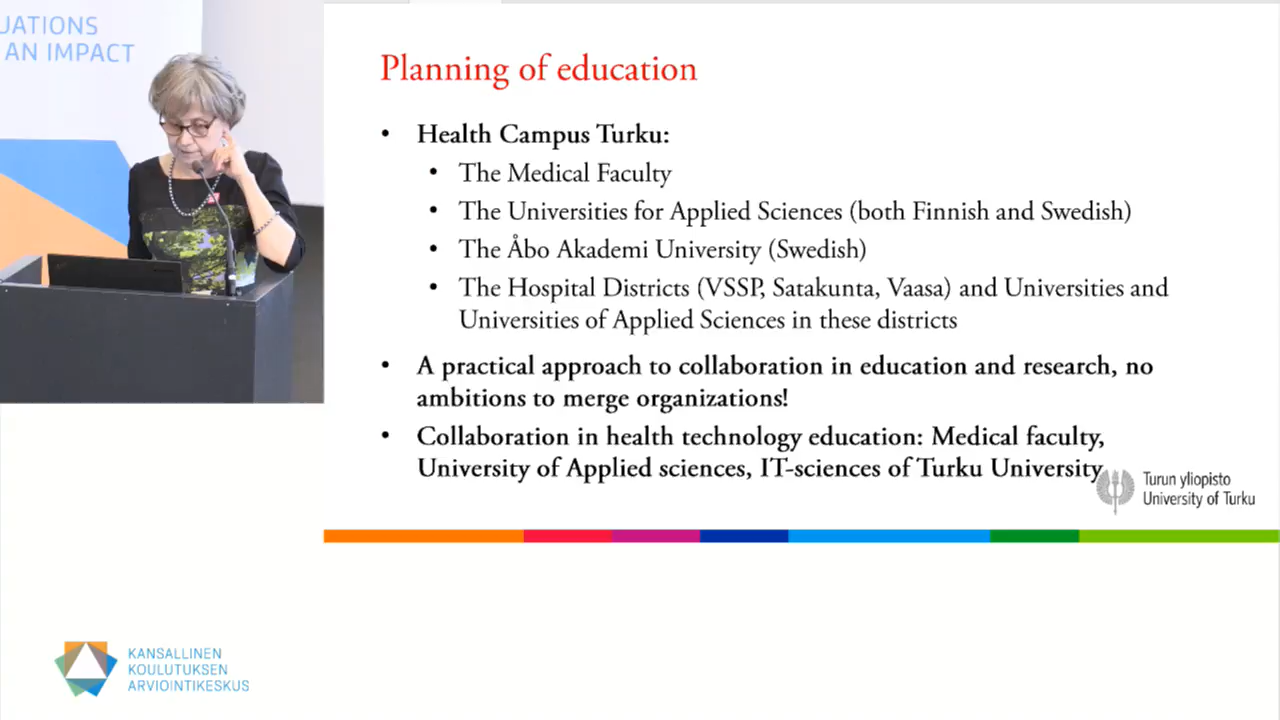 AN IMPACT
Planning of education
• Health Campus Turku:
• The Medical Faculty
• The Universities for Applied Sciences (both Finnish and Swedish)
• The Åbo Akademi University (Swedish)
• The Hospital Districts (VSSP, Satakunta, Vaasa) and Universities and
Universities of Applied Sciences in these districts
• A practical approach to collaboration in education and research, no
ambitions to merge organizations!
• Collaboration in health technology education: Medical faculty,
University of Applied sciences, IT-sciences of Turku University
Turun yliopisto
University of Turku
KANSALLINEN
KOULUTUKSEN
ARVIOINTIKESKUS